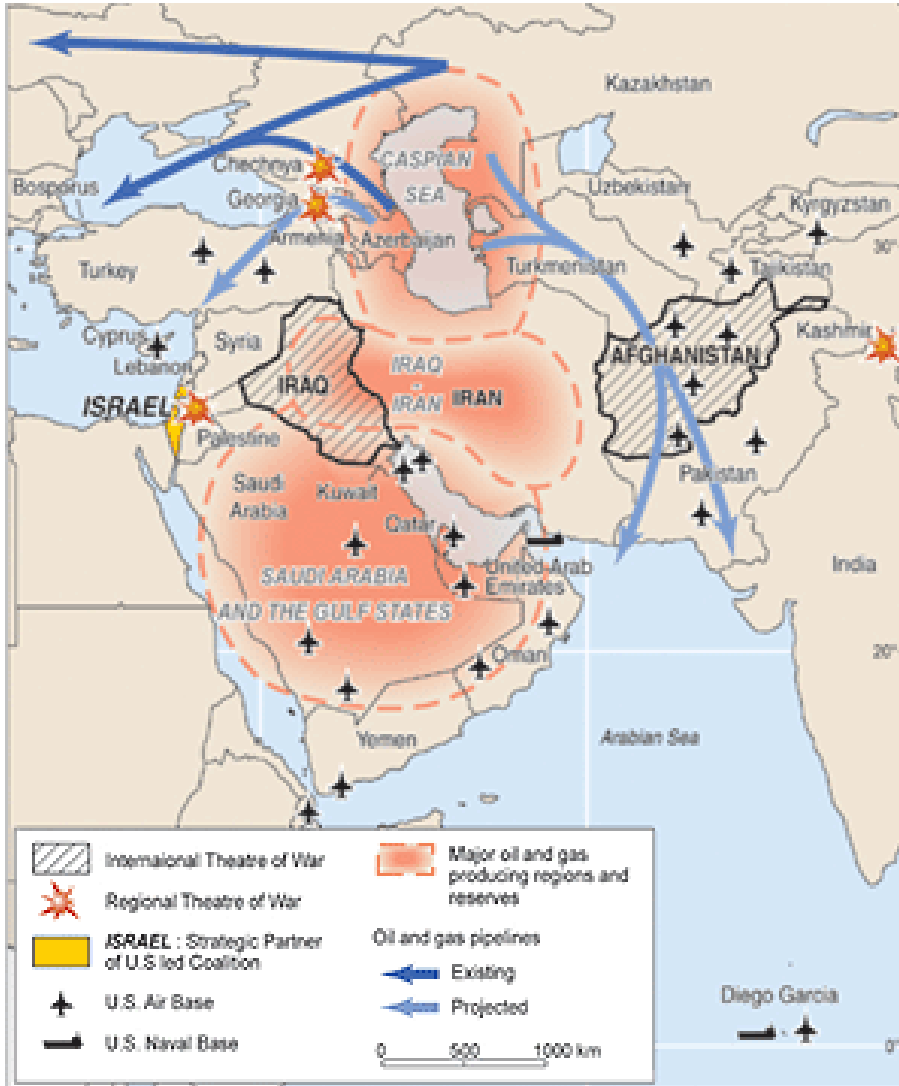 Kazakhstan
CASPIAN
SEA
Chechnya
Bosporus
Georgia
Uzbekistan
Kyrgyzstan
Armenia
Azerbaijan
30°
Turkey
Turkmenistan
Tajikistan
Cyprus
Syria
Kashmir
Lebanon
AFGHANISTAN
IRAQ
IRAQ
-
IRAN
IRAN
ISRAEL
Palestine
Pakistan
Saudi
Arabia
Kuwait
Qatar
India
United Arab
Emirates
SAUDI ARABIA
AND THE GULF STATES
Oman
20°
Yemen
Arabian Sea
Internaional Theatre of War
Regional Theatre of War
ISRAEL : Strategic Partner
of U.S led Coalition
U.S. Air Base
U.S. Naval Base
Major oil and gas
producing regions and
reserves
Oil and gas pipelines
Existing
Projected
0 500 1000 km
Diego Garcia
0°